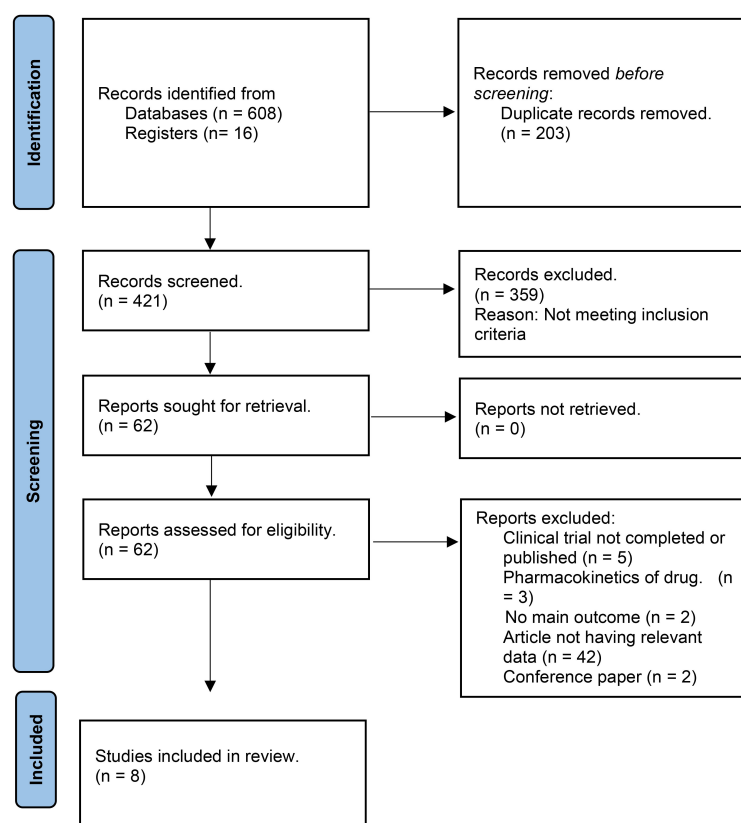 Identification
Records identified from
Databases (n = 608)
Registers (n= 16)
Records removed before
screening:
Duplicate records removed.
(n = 203)
Screening
Records screened.
(n = 421)
Records excluded.
(n = 359)
Reason: Not meeting inclusion
criteria
Reports sought for retrieval.
(n = 62)
Reports not retrieved.
(n = 0)
Reports assessed for eligibility.
(n = 62)
Reports excluded:
Clinical trial not completed or
published (n = 5)
Pharmacokinetics of drug. (n
= 3)
No main outcome (n = 2)
Article not having relevant
data (n = 42)
Conference paper (n = 2)
Included
Studies included in review.
(n = 8)